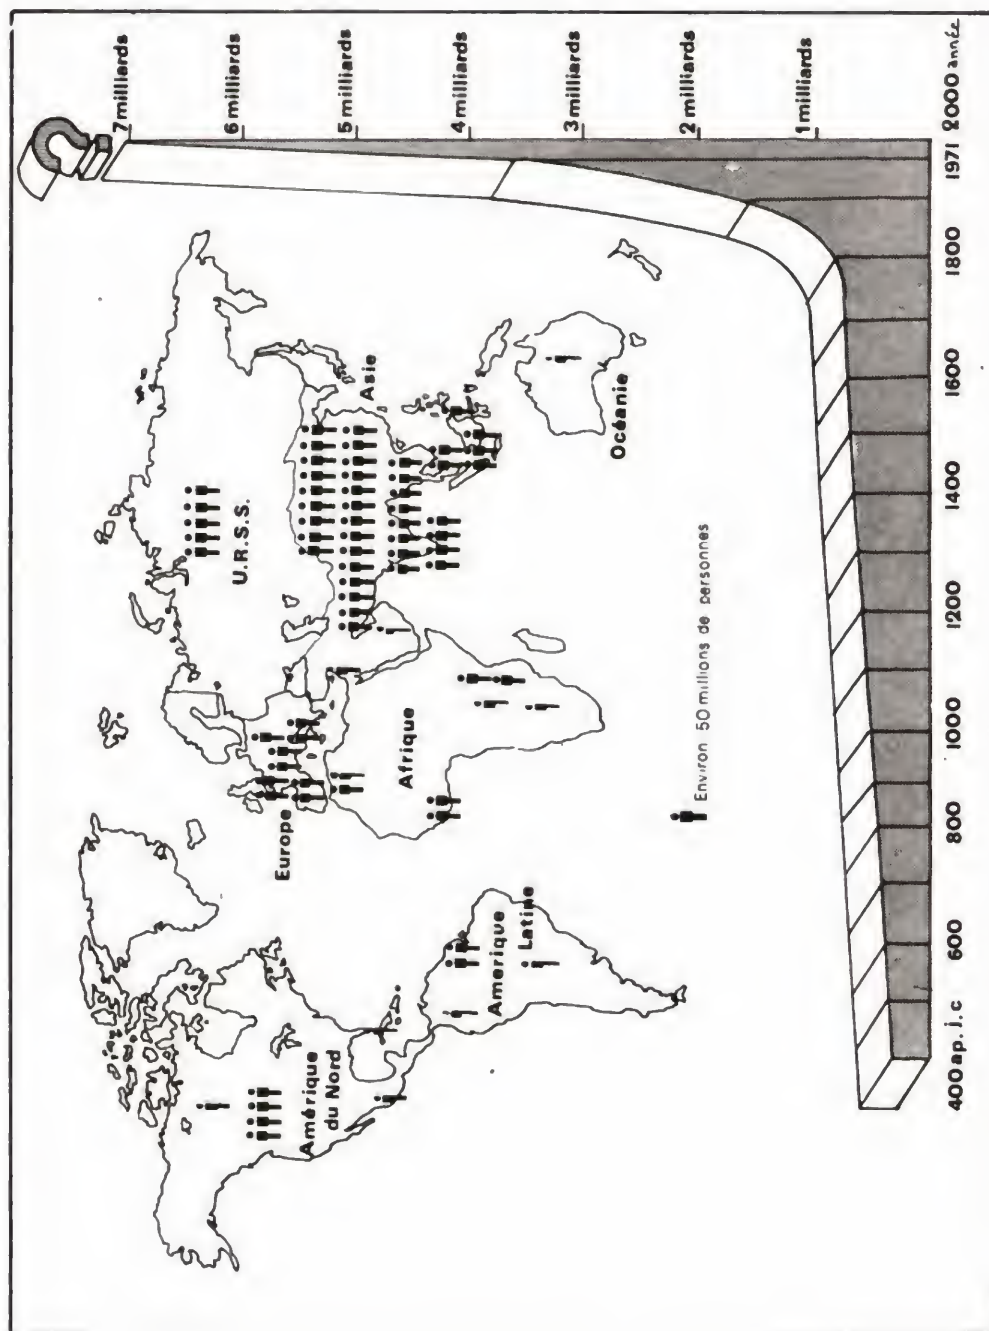 7 milliards
6 milliards
5 milliards
4 milliards
3 milliards
2 milliards
1 milliards
U.R.S.S.
Asie
Europe
Afrique
Océanie
Amérique
du Nord
Amerique
Latine
Environ 50 millions de personnes
400 ap. j. c
600
800
1000
1200
1400
1600
1800
1971
2000 année